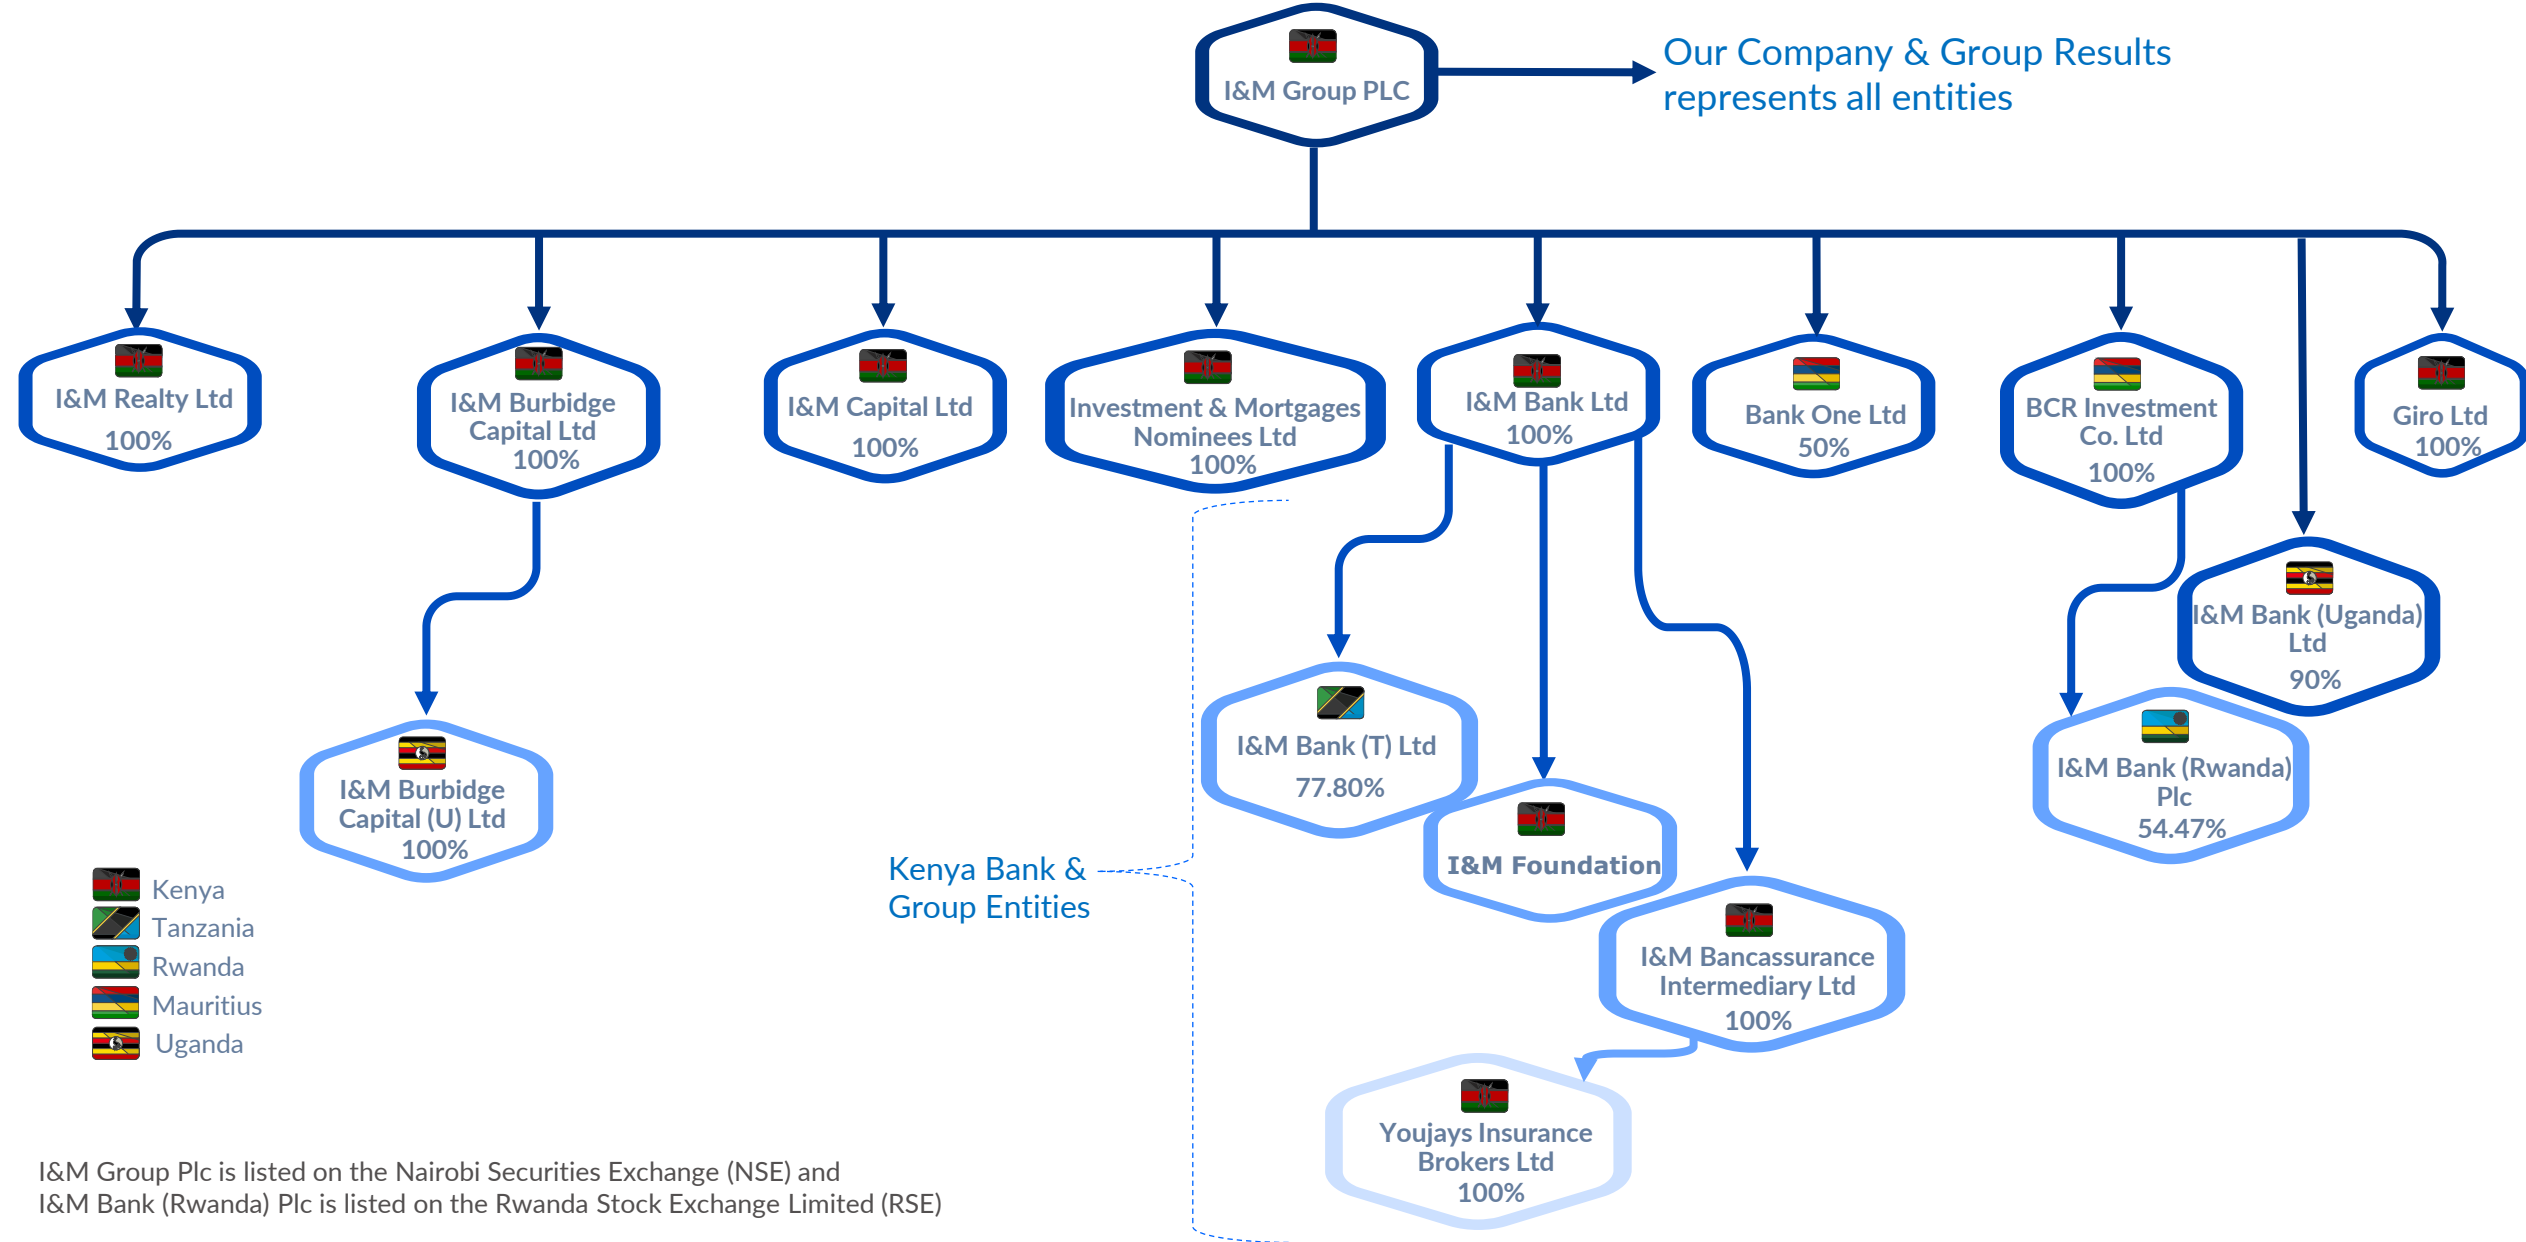 I&M Group PLC
Our Company & Group Results
represents all entities
I&M Realty Ltd
100%
I&M Burbidge
Capital Ltd
100%
I&M Capital Ltd
100%
Investment & Mortgages
Nominees Ltd
100%
I&M Bank Ltd
100%
Bank One Ltd
50%
BCR Investment
Co. Ltd
100%
Giro Ltd
100%
I&M Bank (Uganda)
Ltd
90%
I&M Burbidge
Capital (U) Ltd
100%
I&M Bank (T) Ltd
77.80%
I&M Foundation
I&M Bank (Rwanda)
Plc
54.47%
Kenya Bank &
Group Entities
I&M Bancassurance
Intermediary Ltd
100%
Youjays Insurance
Brokers Ltd
100%
Kenya
Tanzania
Rwanda
Mauritius
Uganda
I&M Group Plc is listed on the Nairobi Securities Exchange (NSE) and
I&M Bank (Rwanda) Plc is listed on the Rwanda Stock Exchange Limited (RSE)